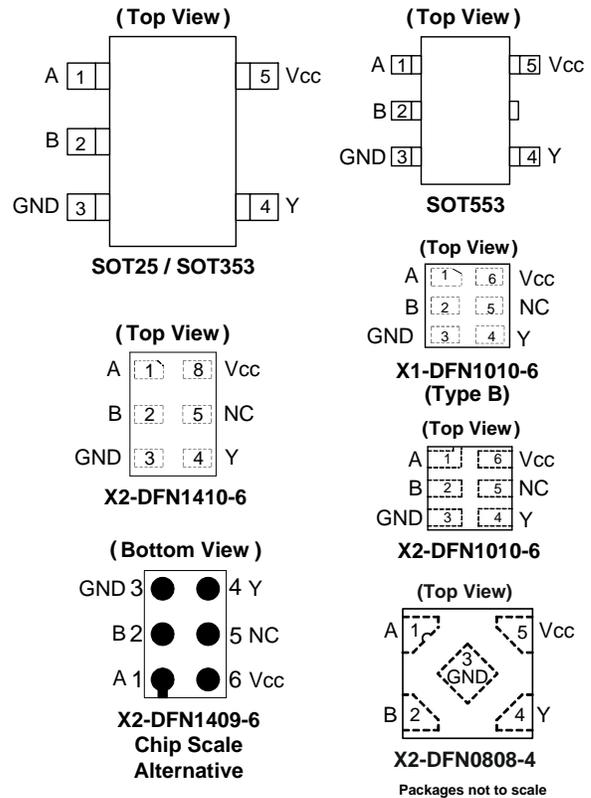 (Top View)
A 1 5 Vcc
B 2
GND 3 4 Y
SOT25 / SOT353
(Top View)
A 1 5 Vcc
B 2
GND 3 4 Y
SOT553
(Top View)
A 1 6 Vcc
B 2 5 NC
GND 3 4 Y
X1-DFN1010-6
(Type B)
(Top View)
A 1 8 Vcc
B 2 5 NC
GND 3 4 Y
X2-DFN1410-6
(Top View)
A 1 6 Vcc
B 2 5 NC
GND 3 4 Y
X2-DFN1010-6
(Bottom View )
GND 3 4 Y
B 2 5 NC
A 1 6 Vcc
X2-DFN1409-6
Chip Scale
Alternative
(Top View)
A 1 5 Vcc
3
GND
B 2 4 Y
X2-DFN0808-4
Packages not to scale